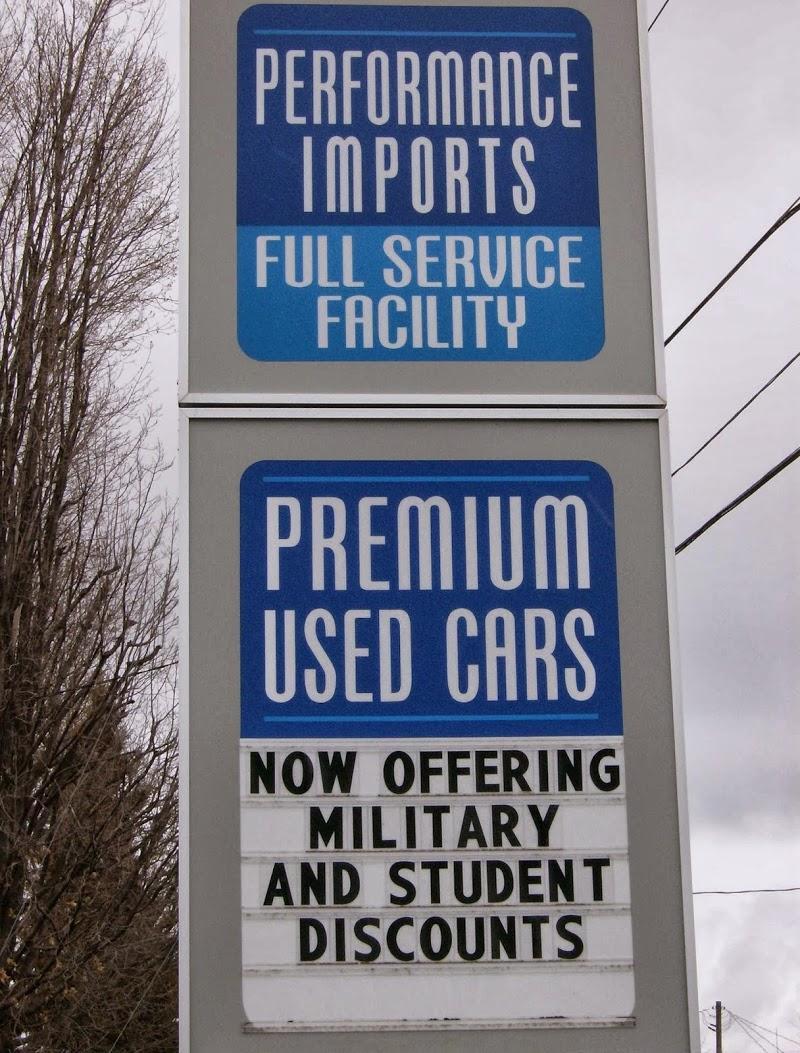 PERFORMANCE
IMPORTS
FULL SERVICE
FACILITY
PREMIUM
USED CARS
NOW OFFERING
MILITARY
AND STUDENT
DISCOUNTS